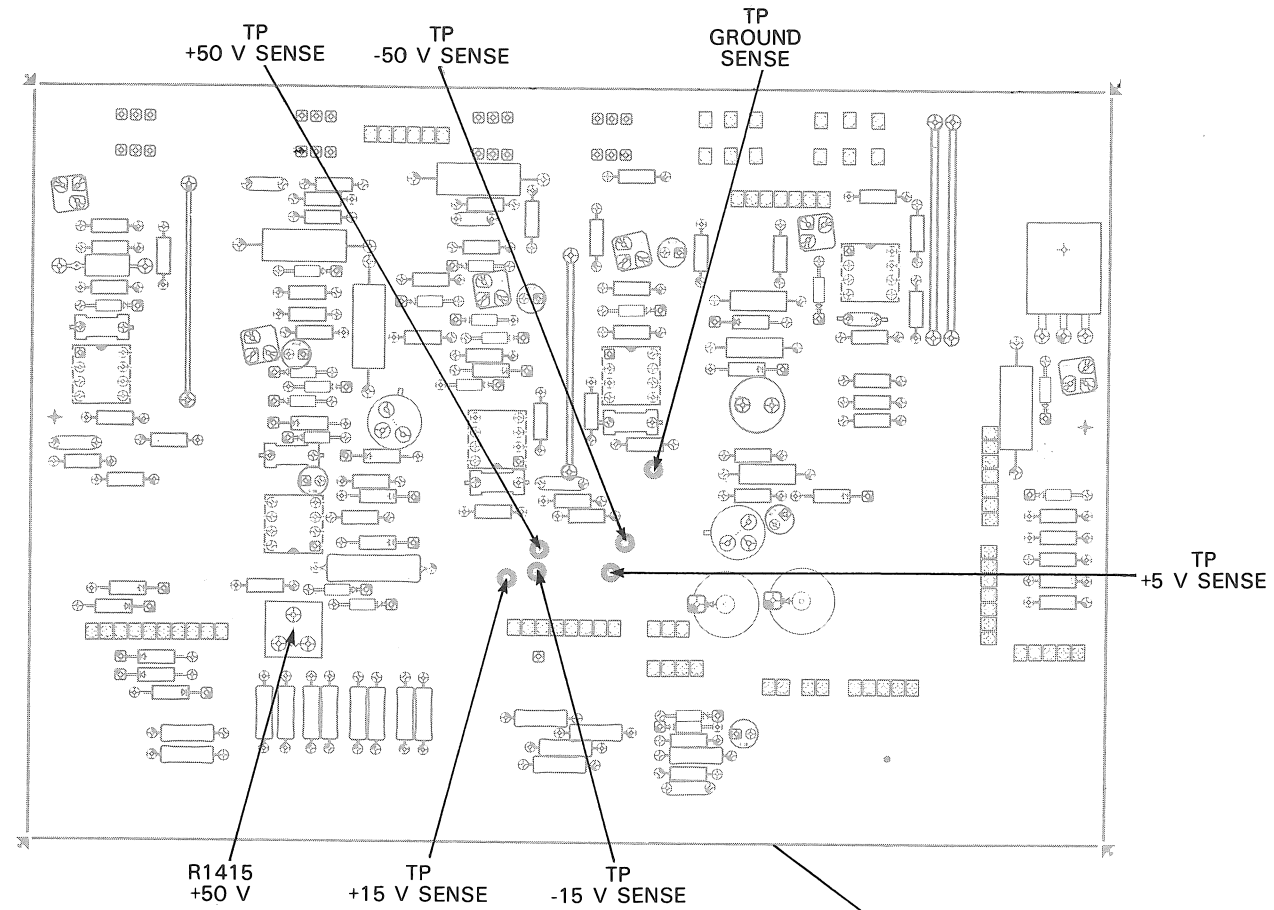 TP
+50 V SENSE
TP
-50 V SENSE
TP
GROUND
SENSE
TP
+5 V SENSE
R1415
+50 V
TP
+15 V SENSE
TP
-15 V SENSE